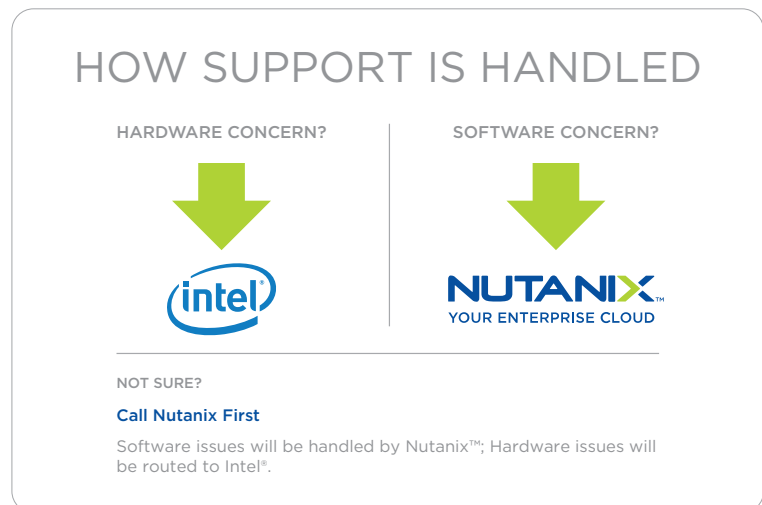 HOW SUPPORT IS HANDLED
HARDWARE CONCERN?
SOFTWARE CONCERN?
intel®
NUTANIX™
YOUR ENTERPRISE CLOUD
NOT SURE?
Call Nutanix First
Software issues will be handled by Nutanix™; Hardware issues will
be routed to Intel®.